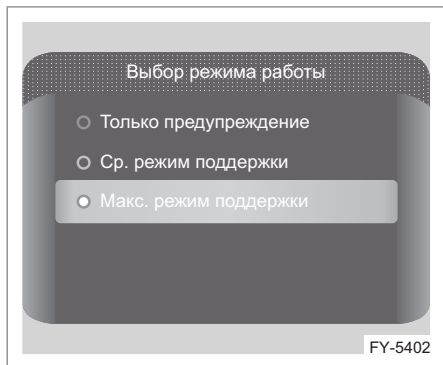 Выбор режима работы
Только предупреждение
Ср. режим поддержки
Макс. режим поддержки
FY-5402